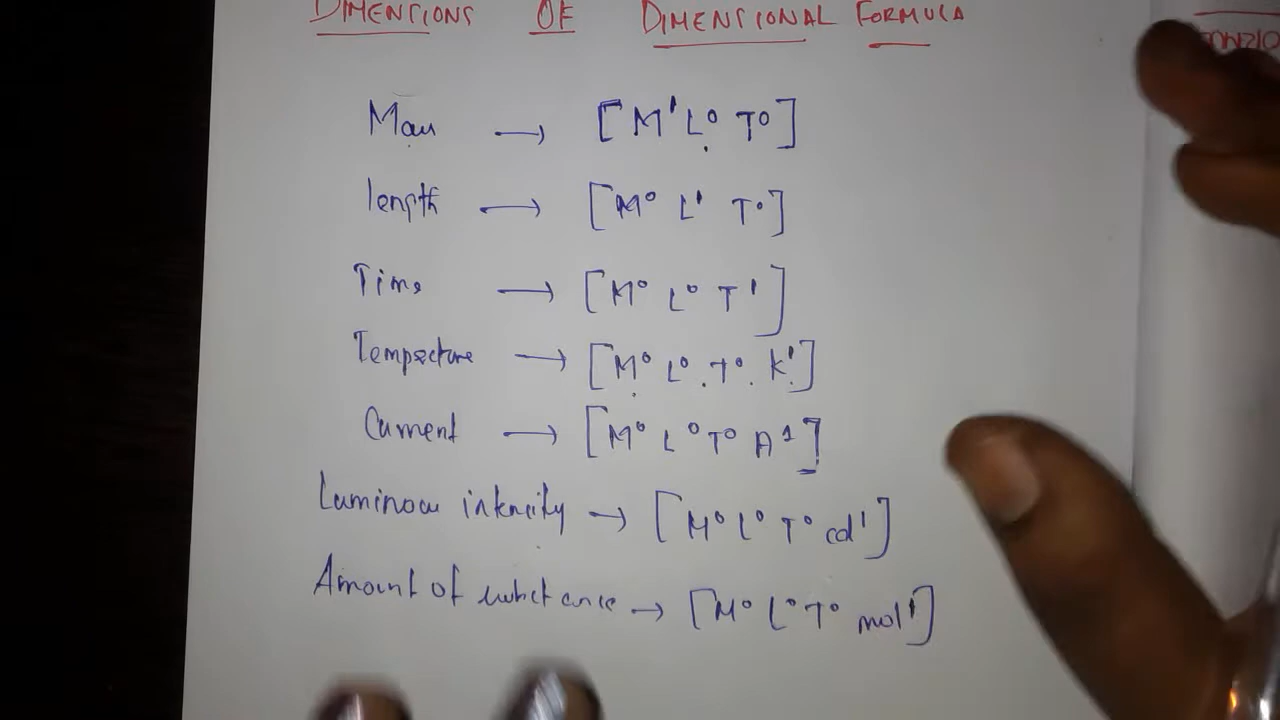 DIMENSIONS OF DIMENSIONAL FORMULA
Mass → [M¹ L⁰ T⁰]
length → [M⁰ L¹ T⁰]
Time → [M⁰ L⁰ T¹]
Temperature → [M⁰ L⁰ T⁰ K¹]
Current → [M⁰ L⁰ T⁰ A¹]
Luminous intensity → [M⁰ L⁰ T⁰ cd¹]
Amount of substance → [M⁰ L⁰ T⁰ mol¹]